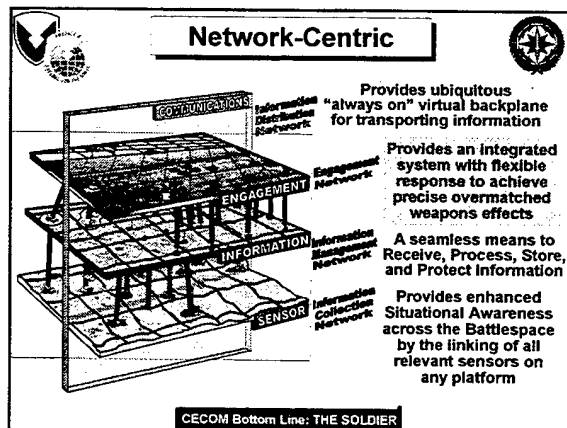 Network-Centric
COMMUNICATIONS
Information
Distribution
Network
Provides ubiquitous
"always on" virtual backplane
for transporting information
ENGAGEMENT
Engagement
Network
Provides an integrated
system with flexible
response to achieve
precise overmatched
weapons effects
INFORMATION
Information
Management
Network
A seamless means to
Receive, Process, Store,
and Protect Information
SENSOR
Information
Collection
Network
Provides enhanced
Situational Awareness
across the Battlespace
by the linking of all
relevant sensors on
any platform
CECOM Bottom Line: THE SOLDIER